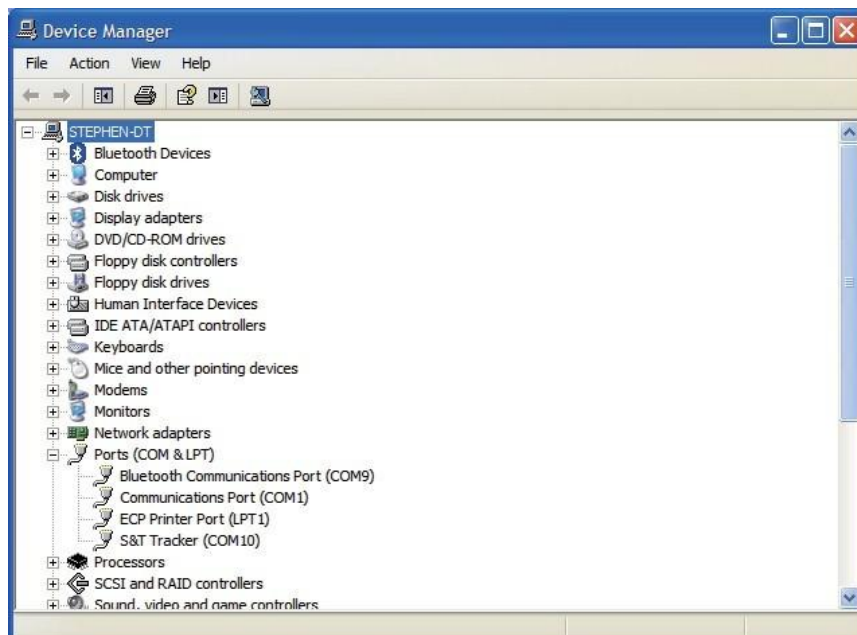 Device Manager
File Action View Help
STEPHEN-DT
Bluetooth Devices
Computer
Disk drives
Display adapters
DVD/CD-ROM drives
Floppy disk controllers
Floppy disk drives
Human Interface Devices
IDE ATA/ATAPI controllers
Keyboards
Mice and other pointing devices
Modems
Monitors
Network adapters
Ports (COM & LPT)
Bluetooth Communications Port (COM9)
Communications Port (COM1)
ECP Printer Port (LPT1)
S&T Tracker (COM10)
Processors
SCSI and RAID controllers
Sound, video and game controllers